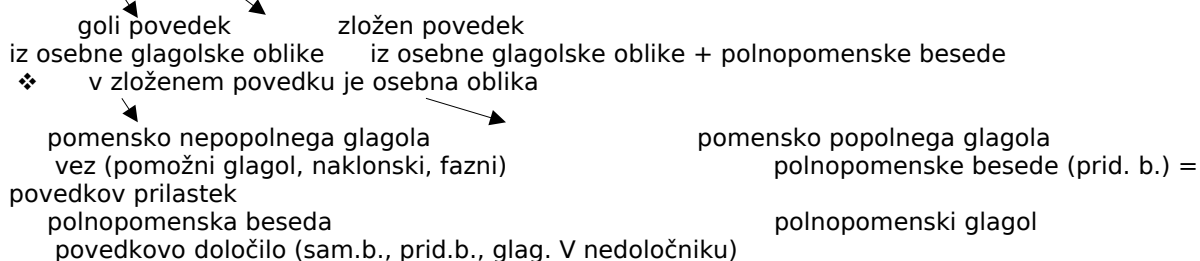 goli povedek zložen povedek
iz osebne glagolske oblike iz osebne glagolske oblike + polnopomenske besede
❖ v zloženem povedku je osebna oblika
pomensko nepopolnega glagola pomensko popolnega glagola
vez (pomožni glagol, naklonski, fazni) polnopomenske besede (prid. b.) =
povedkov prilastek
polnopomenska beseda polnopomenski glagol
povedkovo določilo (sam.b., prid.b., glag. V nedoločniku)